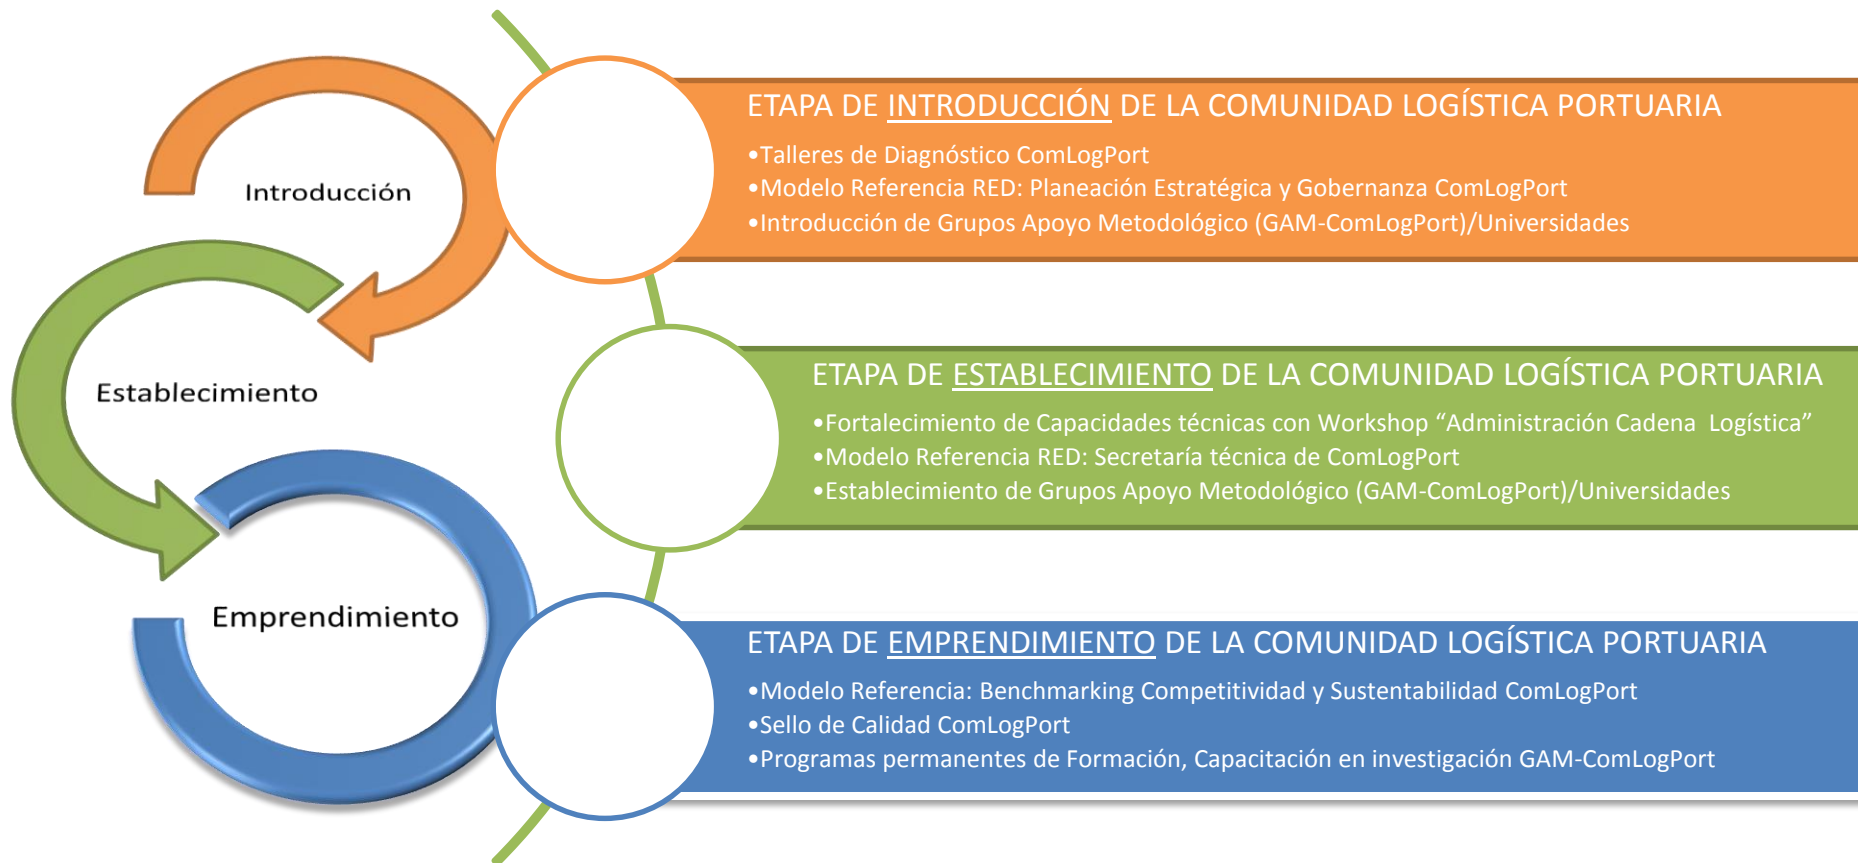 Introducción
Establecimiento
Emprendimiento
ETAPA DE INTRODUCCIÓN DE LA COMUNIDAD LOGÍSTICA PORTUARIA
•Talleres de Diagnóstico ComLogPort
•Modelo Referencia RED: Planeación Estratégica y Gobernanza ComLogPort
•Introducción de Grupos Apoyo Metodológico (GAM-ComLogPort)/Universidades
ETAPA DE ESTABLECIMIENTO DE LA COMUNIDAD LOGÍSTICA PORTUARIA
•Fortalecimiento de Capacidades técnicas con Workshop “Administración Cadena  Logística”
•Modelo Referencia RED: Secretaría técnica de ComLogPort
•Establecimiento de Grupos Apoyo Metodológico (GAM-ComLogPort)/Universidades
ETAPA DE EMPRENDIMIENTO DE LA COMUNIDAD LOGÍSTICA PORTUARIA
•Modelo Referencia: Benchmarking Competitividad y Sustentabilidad ComLogPort
•Sello de Calidad ComLogPort
•Programas permanentes de Formación, Capacitación en investigación GAM-ComLogPort